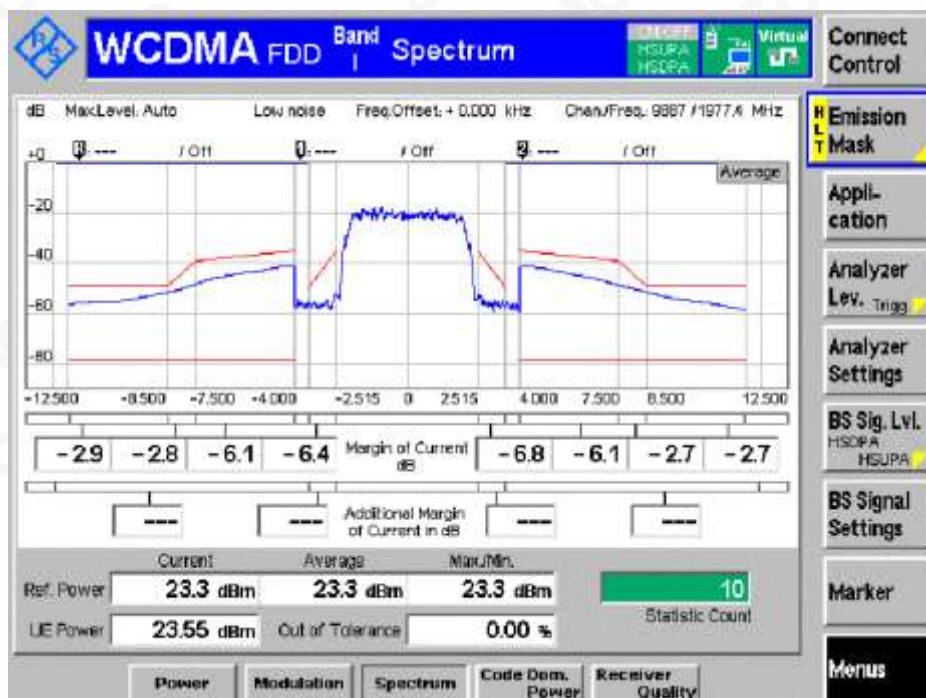 WCDMA FDD Band I Spectrum
HSUPA
HSDPA
Virtual
Connect Control
dB Max.Level: Auto Low noise Freq.Offset: + 0.000 kHz Chan./Freq.: 9887 / 1977.4 MHz
H L T
Emission Mask
+0 --- / Off 1: --- / Off 2: --- / Off
Average
-20
-40
-60
-80
Appli-
cation
Analyzer
Lev. Trigg
Analyzer
Settings
-12.500 -8.500 -7.500 -4.000 -2.515 0 2.515 4.000 7.500 8.500 12.500
BS Sig. Lvl.
HSDPA
HSUPA
-2.9 -2.8 -6.1 -6.4 Margin of Current dB -6.8 -6.1 -2.7 -2.7
--- --- Additional Margin of Current in dB --- ---
BS Signal
Settings
Current Average Max./Min.
Ref. Power 23.3 dBm 23.3 dBm 23.3 dBm
10
Statistic Count
UE Power 23.55 dBm Out of Tolerance 0.00 %
Marker
Menus
Power Modulation Spectrum Code Dom. Power Receiver Quality